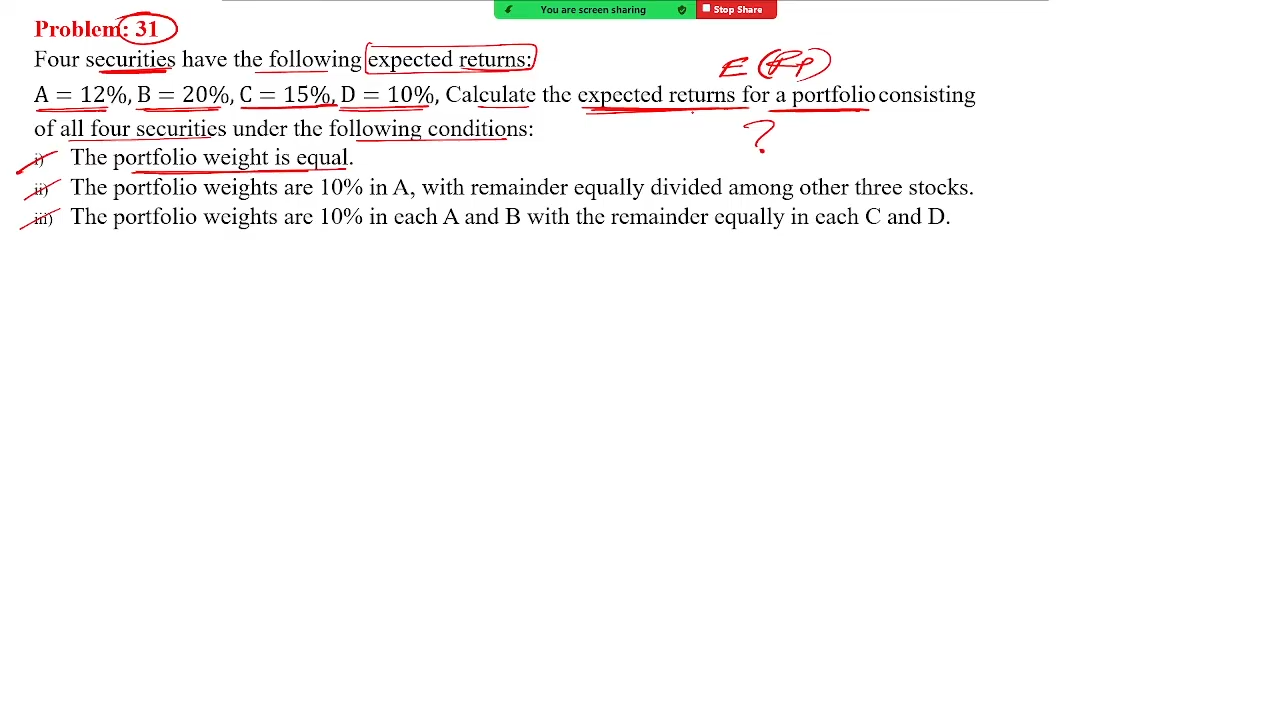 You are screen sharing
Stop Share
Problem: 31
Four securities have the following expected returns:
E (Rp)
A = 12%, B = 20%, C = 15%, D = 10%, Calculate the expected returns for a portfolio consisting
of all four securities under the following conditions:
?
i) The portfolio weight is equal.
ii) The portfolio weights are 10% in A, with remainder equally divided among other three stocks.
iii) The portfolio weights are 10% in each A and B with the remainder equally in each C and D.